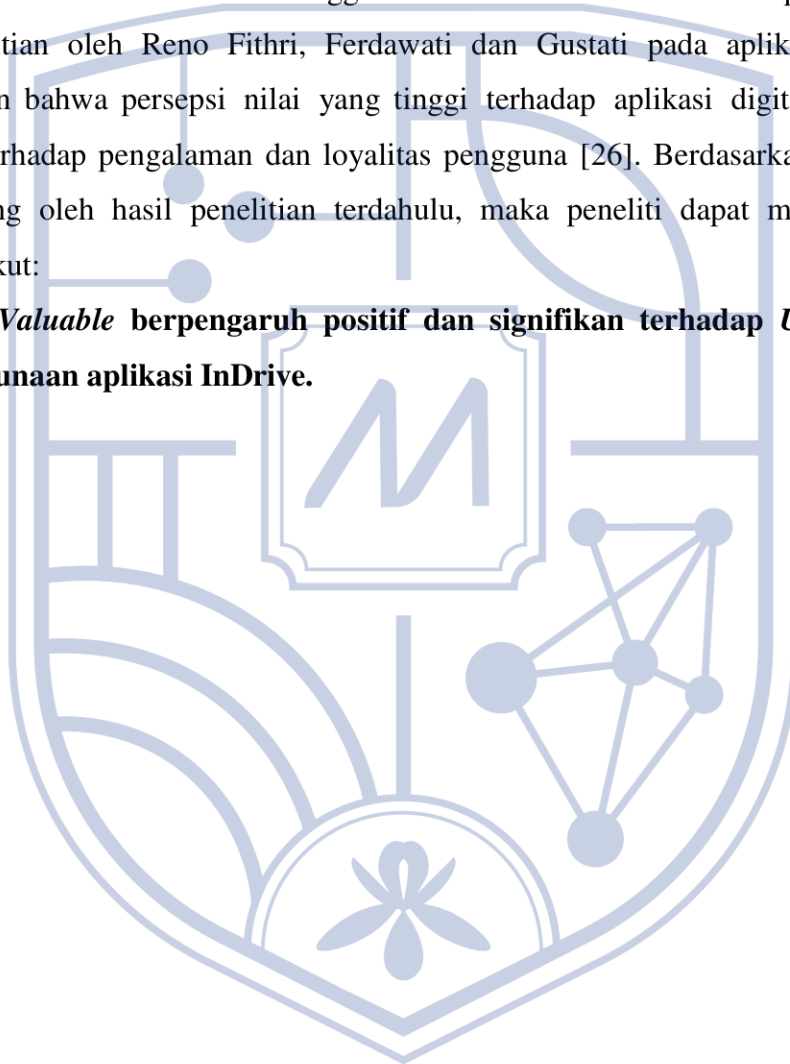 tian oleh Reno Fithri, Ferdawati dan Gustati pada aplik
n bahwa persepsi nilai yang tinggi terhadap aplikasi digit
rhadap pengalaman dan loyalitas pengguna [26]. Berdasarka
ng oleh hasil penelitian terdahulu, maka peneliti dapat m
kut:
Valuable berpengaruh positif dan signifikan terhadap U
unaan aplikasi InDrive.